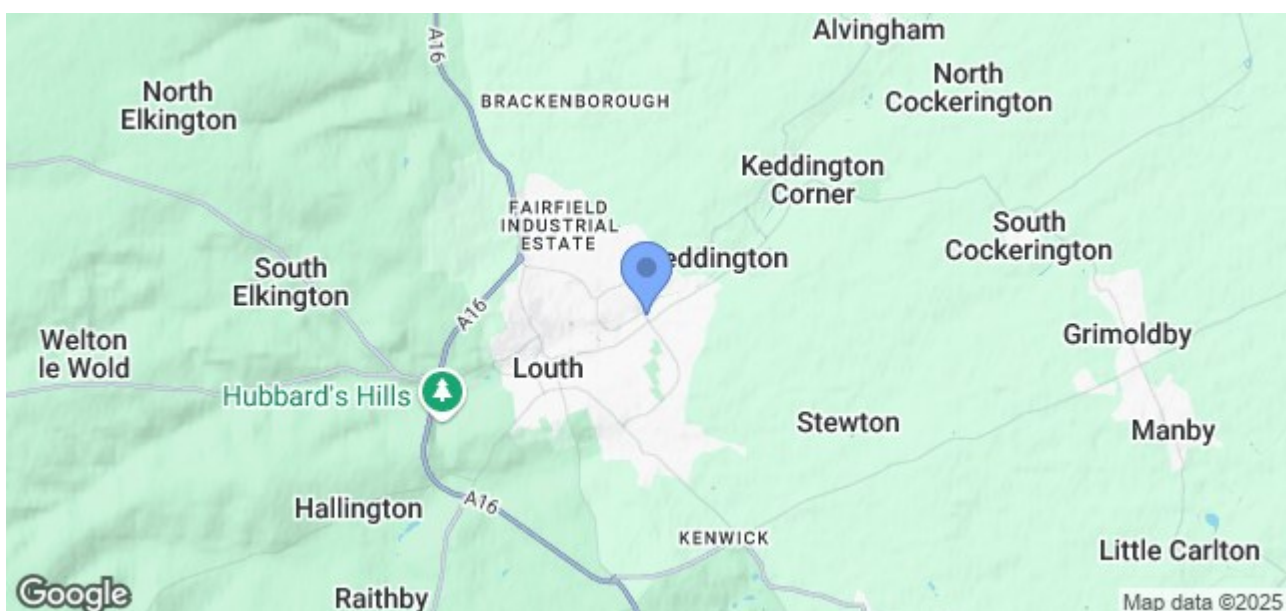 A16
Alvingham
North
Elkington
BRACKENBOROUGH
North
Cockerington
Keddington
Corner
FAIRFIELD
INDUSTRIAL
ESTATE
South
Cockerington
eddington
South
Elkington
A16
Welton
le Wold
Grimoldby
Louth
Hubbard's Hills
Stewton
Manby
Hallington
A16
KENWICK
Little Carlton
Raithby
Google
Map data ©2025